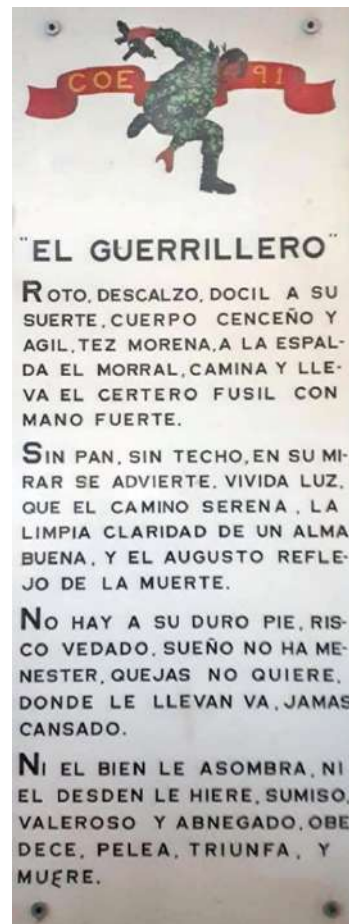 COE 91
"EL GUERRILLERO"
ROTO, DESCALZO, DOCIL A SU
SUERTE, CUERPO CENCEÑO Y
AGIL, TEZ MORENA, A LA ESPAL-
DA EL MORRAL, CAMINA Y LLE-
VA EL CERTERO FUSIL CON
MANO FUERTE.
SIN PAN, SIN TECHO, EN SU MI-
RAR SE ADVIERTE, VIVIDA LUZ,
QUE EL CAMINO SERENA, LA
LIMPIA CLARIDAD DE UN ALMA
BUENA, Y EL AUGUSTO REFLE-
JO DE LA MUERTE.
NO HAY A SU DURO PIE, RIS-
CO VEDADO, SUEÑO NO HA ME-
NESTER, QUEJAS NO QUIERE,
DONDE LE LLEVAN VA, JAMAS
CANSADO.
NI EL BIEN LE ASOMBRA, NI
EL DESDEN LE HIERE, SUMISO,
VALEROSO Y ABNEGADO, OBE
DECE, PELEA, TRIUNFA, Y
MUERE.